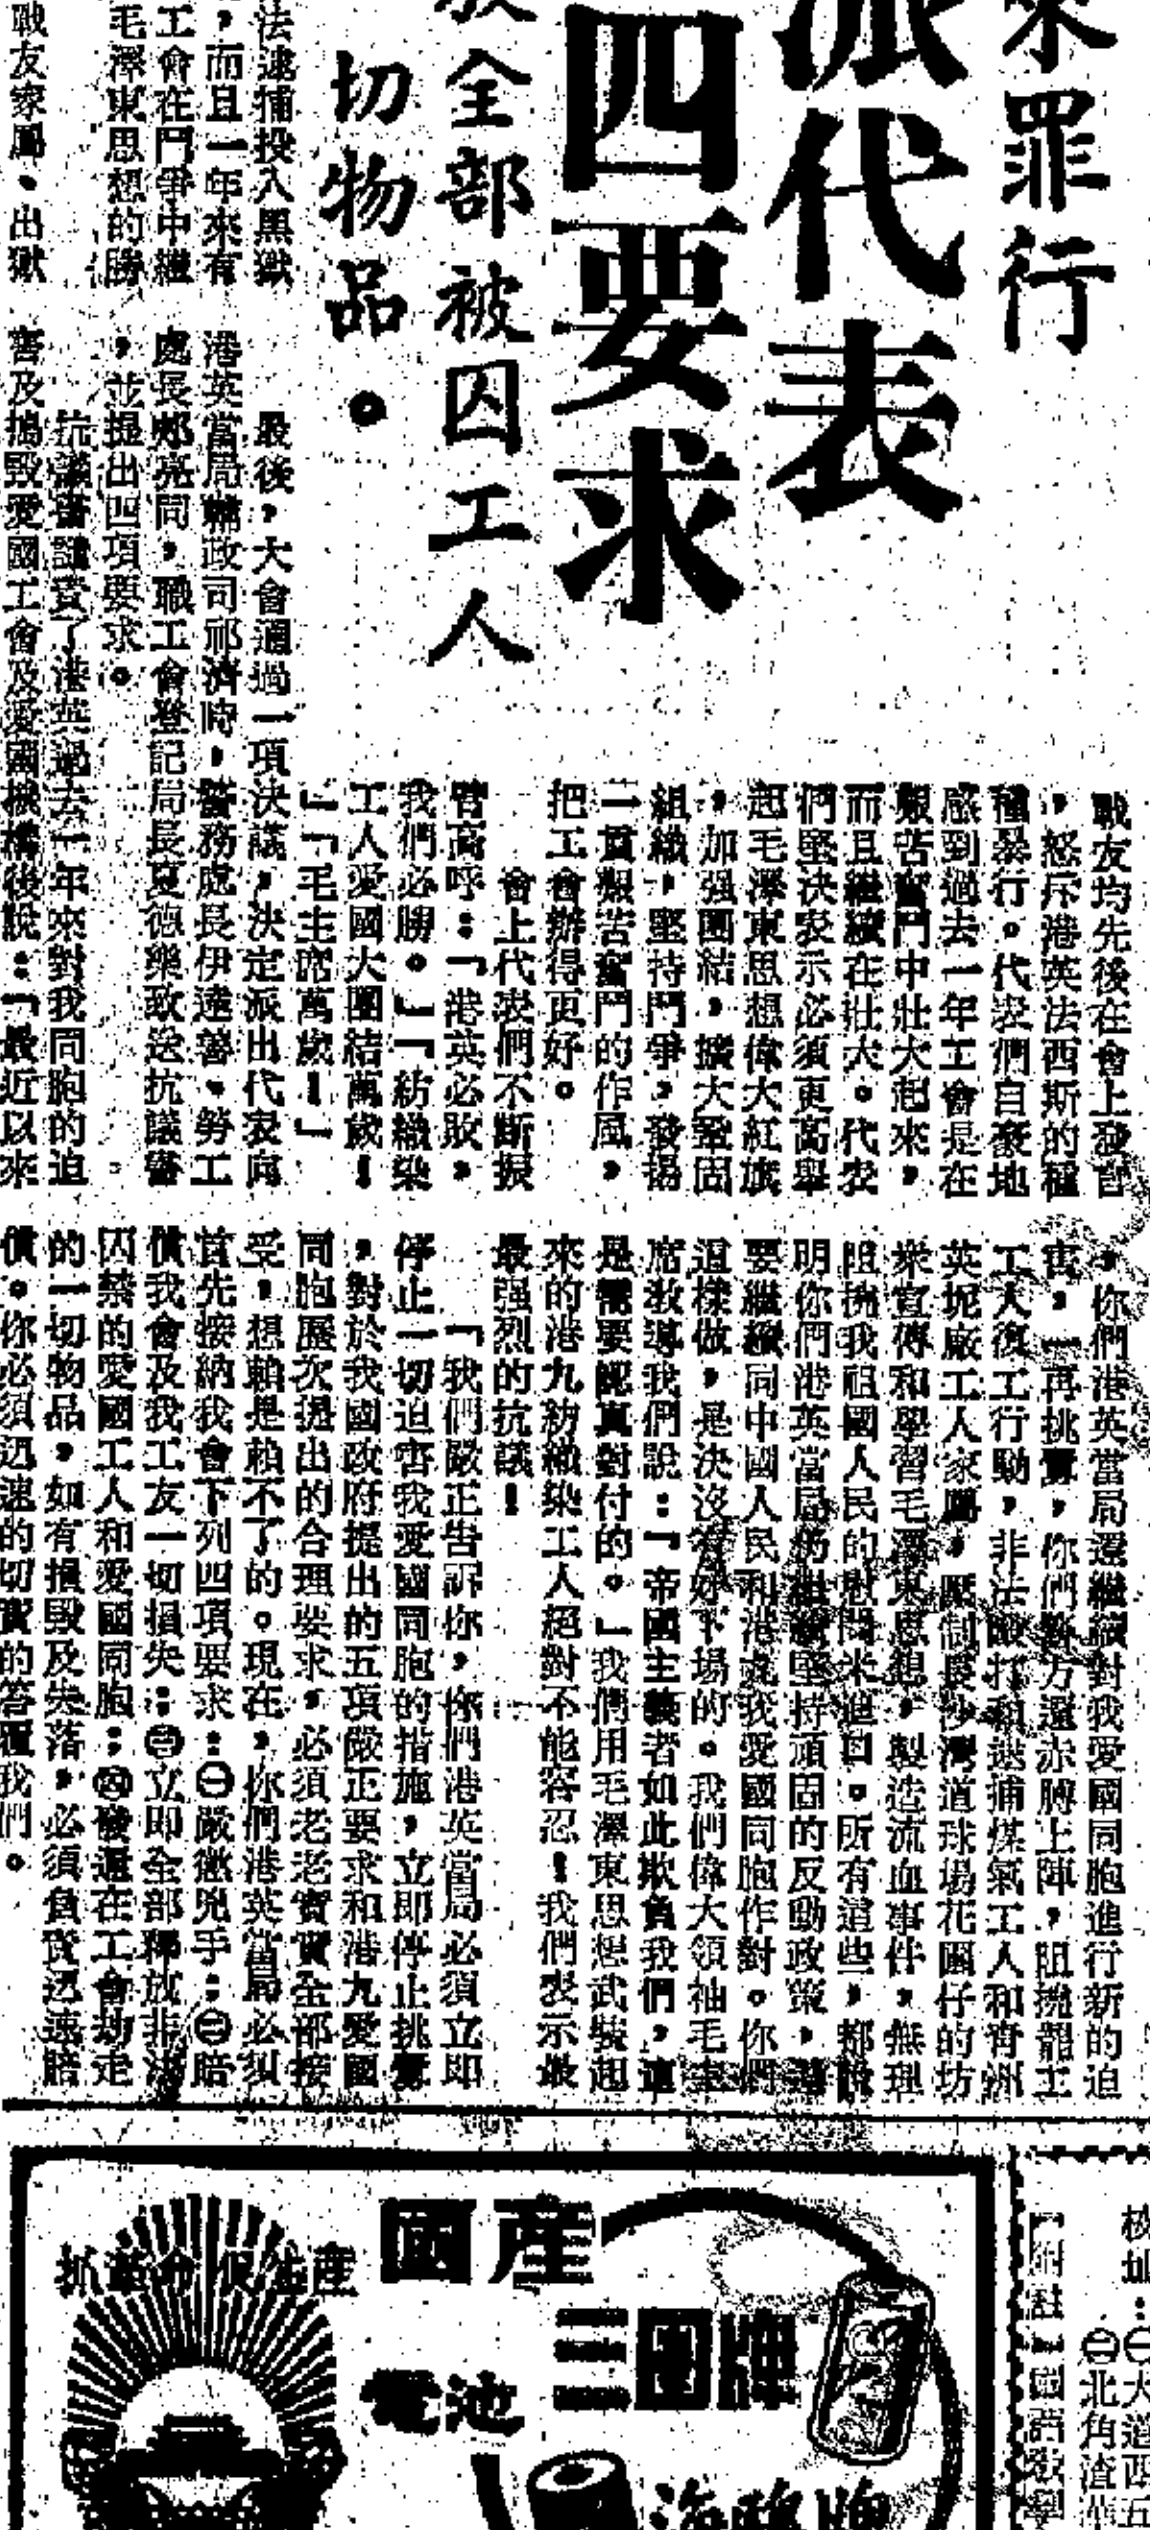 罪行
派代表
四要求
全部被囚工人
切物品。
法逮捕投入黑獄
，而且一年來有
工會在鬥爭中繼
毛澤東思想的勝
戰友家屬、出獄
戰友均先後在會上發言
，怒斥港英法西斯的種
種暴行。代表們自豪地
感到過去一年工會是在
艱苦奮鬥中壯大起來，
而且繼續在壯大。代表
們堅決表示必須更高舉
起毛澤東思想偉大紅旗
，加强團結，擴大鞏固
組織，堅持鬥爭，發揚
一貫艱苦奮鬥的作風，
把工會辦得更好。
會上代表們不斷振
臂高呼：「港英必敗，
我們必勝。」「紡織染
工人愛國大團結萬歲！
」「毛主席萬歲！」
最後，大會通過一項決議，決定派出代表向
港英當局輔政司祁濟時，警務處長伊達善、勞工
處長鄉亮同，職工會登記局長夏德樂致送抗議書
，並提出四項要求。
抗議書譴責了港英過去一年來對我同胞的迫
害及搗毀愛國工會及愛國機構後說：「最近以來
，你們港英當局還繼續對我愛國同胞進行新的迫
害，一再挑釁，你們警方還赤膊上陣，阻撓龍工
工人復工行動，非法毆打和逮捕煤氣工人和青州
英坭廠工人家屬，壓制長沙灣道球場花園仔的坊
衆宣傳和學習毛澤東思想，製造流血事件，無理
阻撓我祖國人民的慰問米進口。所有這些，都說
明你們港英當局仍繼續堅持頑固的反動政策，
要繼續同中國人民和港九我愛國同胞作對。你們
這樣做，是決沒有好下場的。我們偉大領袖毛主
席敎導我們說：『帝國主義者如此欺負我們，這
是需要認真對付的。』我們用毛澤東思想武裝起
來的港九紡織染工人絕對不能容忍！我們表示最
最强烈的抗議！
「我們嚴正告訴你，你們港英當局必須立即
停止一切迫害我愛國同胞的措施，立即停止挑釁
，對於我國政府提出的五項嚴正要求和港九愛國
同胞歷次提出的合理要求，必須老老實實全部接
受，想賴是賴不了的。現在，你們港英當局必須
首先接納我會下列四項要求：㊀嚴懲兇手；㊁賠
償我會及我工友一切損失；㊂立即全部釋放非法
囚禁的愛國工人和愛國同胞；㊃發還在工會刼走
的一切物品，如有損毀及失落，必須負責迅速賠
償。你必須迅速的切實的答覆我們。
國産
抓革命 促生產
三圈牌
電池
㊀大道西五
㊁北角渣華